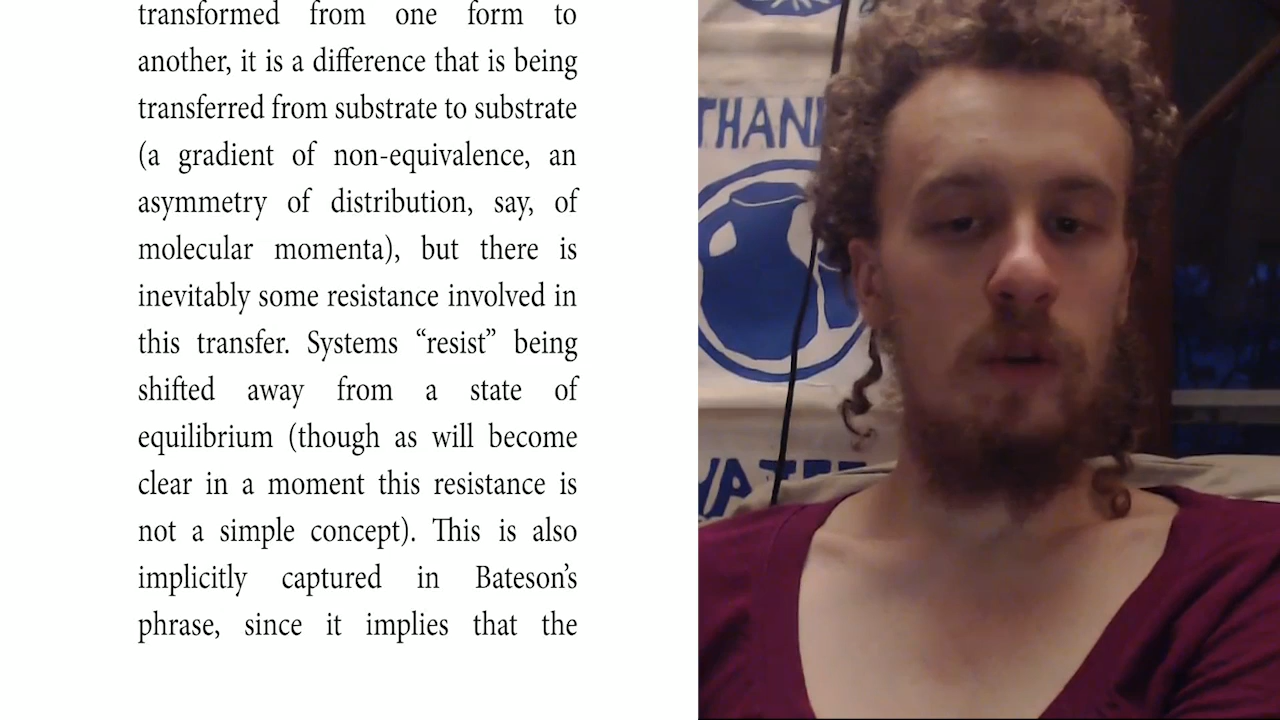 transformed from one form to
another, it is a difference that is being
transferred from substrate to substrate
(a gradient of non-equivalence, an
asymmetry of distribution, say, of
molecular momenta), but there is
inevitably some resistance involved in
this transfer. Systems “resist” being
shifted away from a state of
equilibrium (though as will become
clear in a moment this resistance is
not a simple concept). This is also
implicitly captured in Bateson’s
phrase, since it implies that the
THAN